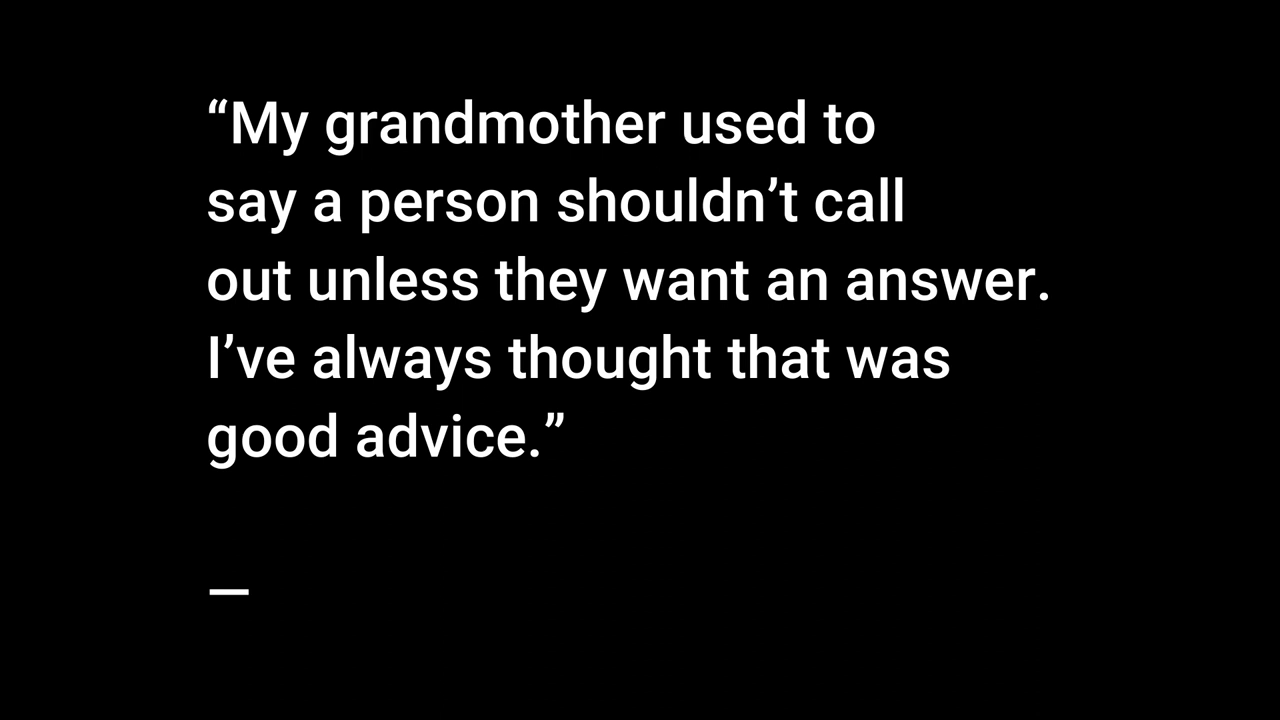 “My grandmother used to
say a person shouldn’t call
out unless they want an answer.
I’ve always thought that was
good advice.”
—